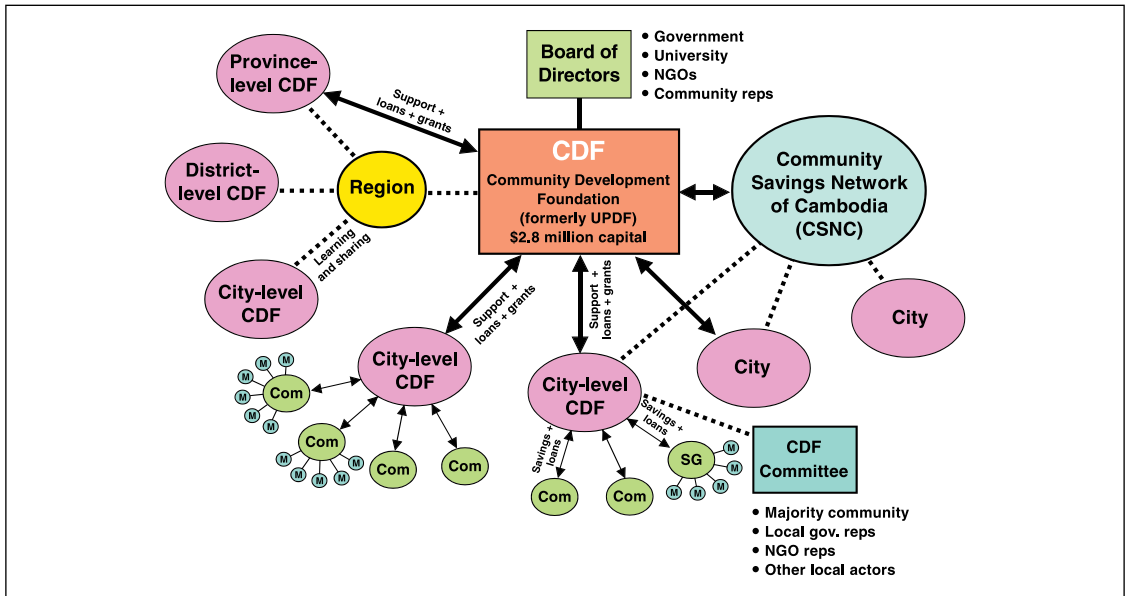 Board of
Directors
• Government
• University
• NGOs
• Community reps
Province-
level CDF
Support +
loans + grants
CDF
Community Development
Foundation
(formerly UPDF)
$2.8 million capital
Community
Savings Network
of Cambodia
(CSNC)
District-
level CDF
Region
Learning
and sharing
City-level
CDF
Support +
loans + grants
Support +
loans + grants
City
City
City-level
CDF
City-level
CDF
M
M
M
M
M
M
M
Com
Com
M
M
M
M
M
Com
Com
Savings +
loans
Savings +
loans
Com
Com
SG
M
M
M
M
M
M
CDF
Committee
• Majority community
• Local gov. reps
• NGO reps
• Other local actors